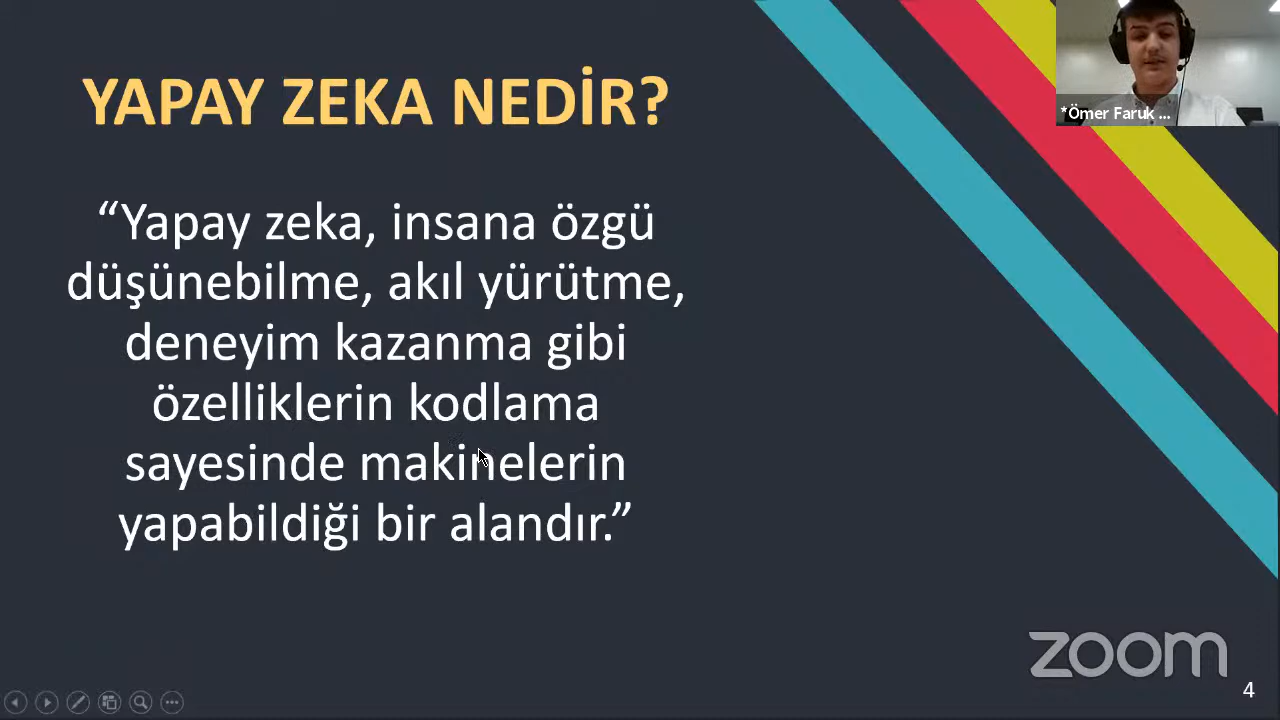 YAPAY ZEKA NEDİR?
“Yapay zeka, insana özgü
düşünebilme, akıl yürütme,
deneyim kazanma gibi
özelliklerin kodlama
sayesinde makinelerin
yapabildiği bir alandır.”
*Ömer Faruk ...
zoom
4